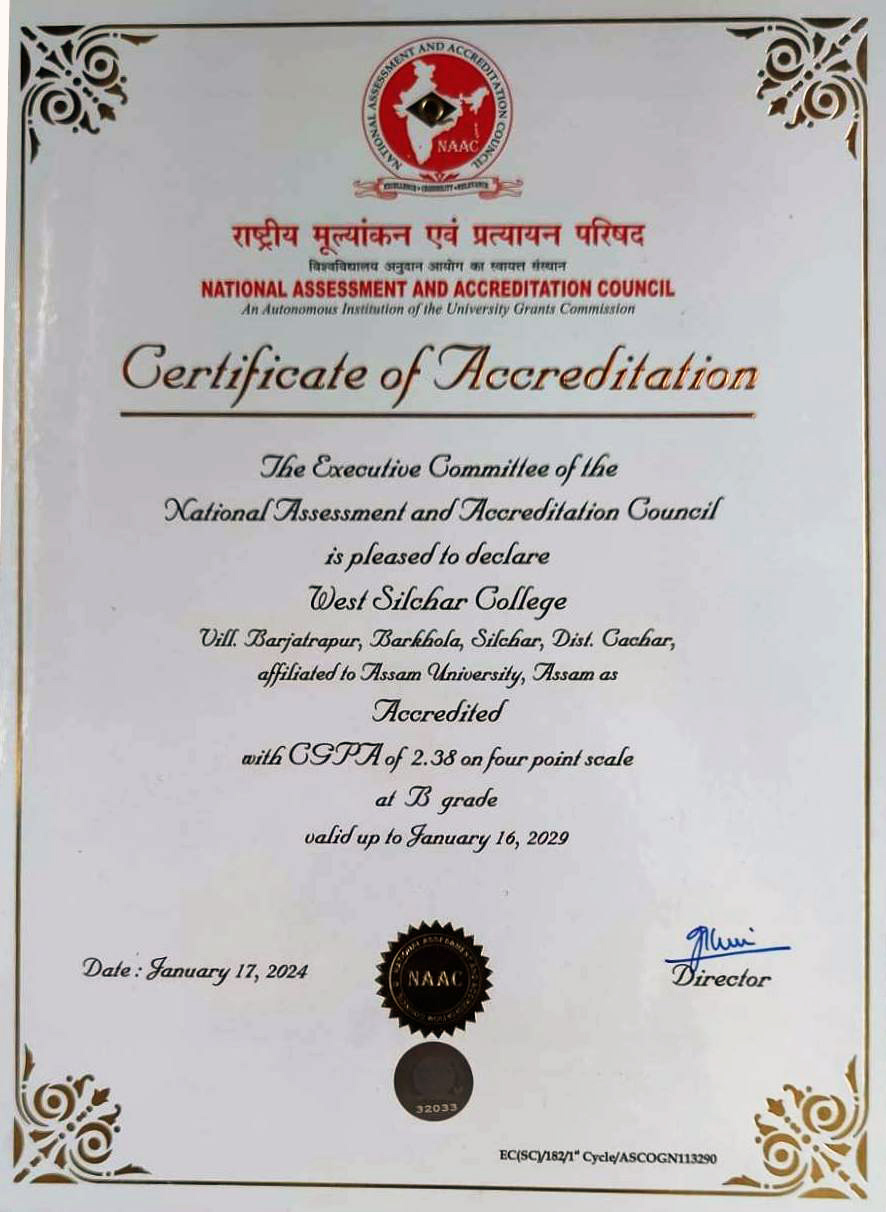 NATIONAL ASSESSMENT AND ACCREDITATION COUNCIL
NAAC
EXCELLENCE • CREDIBILITY • RELEVANCE
राष्ट्रीय मूल्यांकन एवं प्रत्यायन परिषद
विश्वविद्यालय अनुदान आयोग का स्वायत्त संस्थान
NATIONAL ASSESSMENT AND ACCREDITATION COUNCIL
An Autonomous Institution of the University Grants Commission
Certificate of Accreditation
The Executive Committee of the
National Assessment and Accreditation Council
is pleased to declare
West Silchar College
Vill. Barjatrapur, Barkhola, Silchar, Dist. Cachar,
affiliated to Assam University, Assam as
Accredited
with CGPA of 2.38 on four point scale
at B grade
valid up to January 16, 2029
Date : January 17, 2024
NAAC
Director
32033
EC(SC)/182/1st Cycle/ASCOGN113290